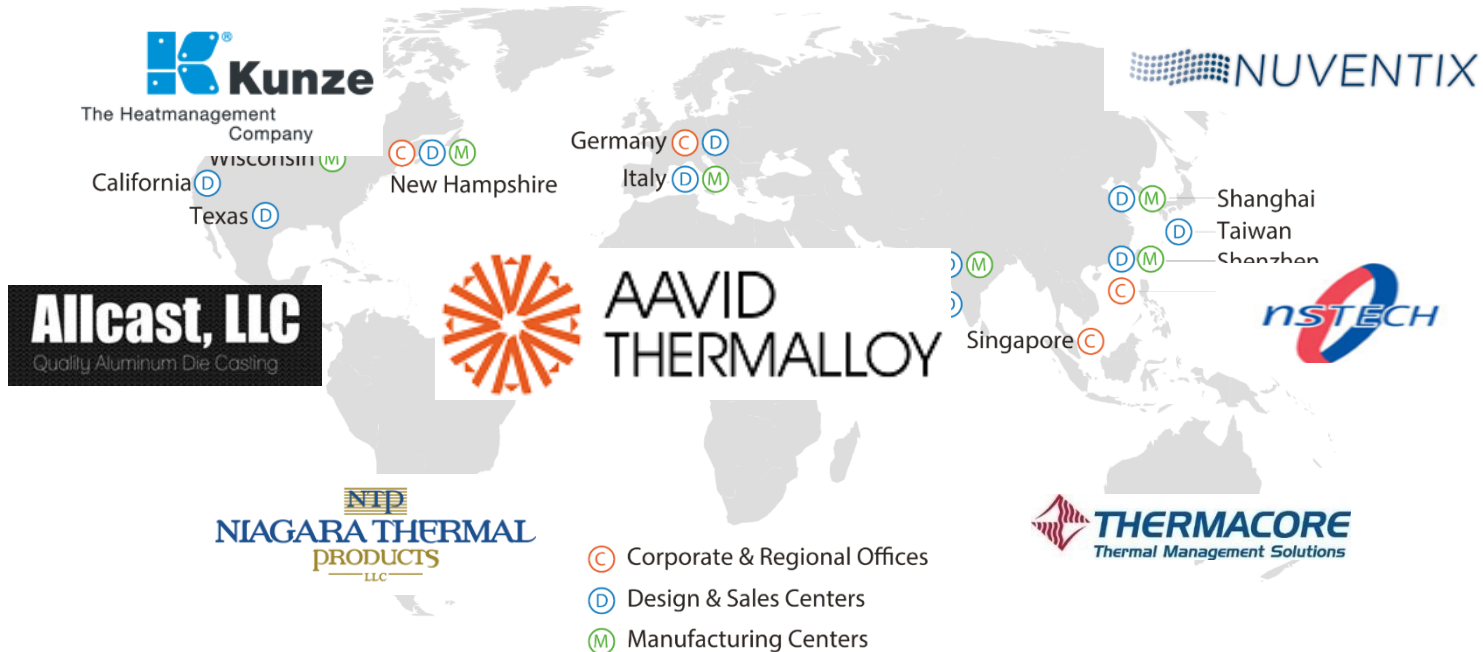 Kunze®
The Heatmanagement
Company
NUVENTIX
Wisconsin M
C D M
New Hampshire
California D
Texas D
Germany C D
Italy D M
D M Shanghai
D Taiwan
D M Shenzhen
C
D M
D
Singapore C
Allcast, LLC
Quality Aluminum Die Casting
AAVID
THERMALLOY
nsTECH
NTP
NIAGARA THERMAL
PRODUCTS
LLC
THERMACORE
Thermal Management Solutions
C Corporate & Regional Offices
D Design & Sales Centers
M Manufacturing Centers